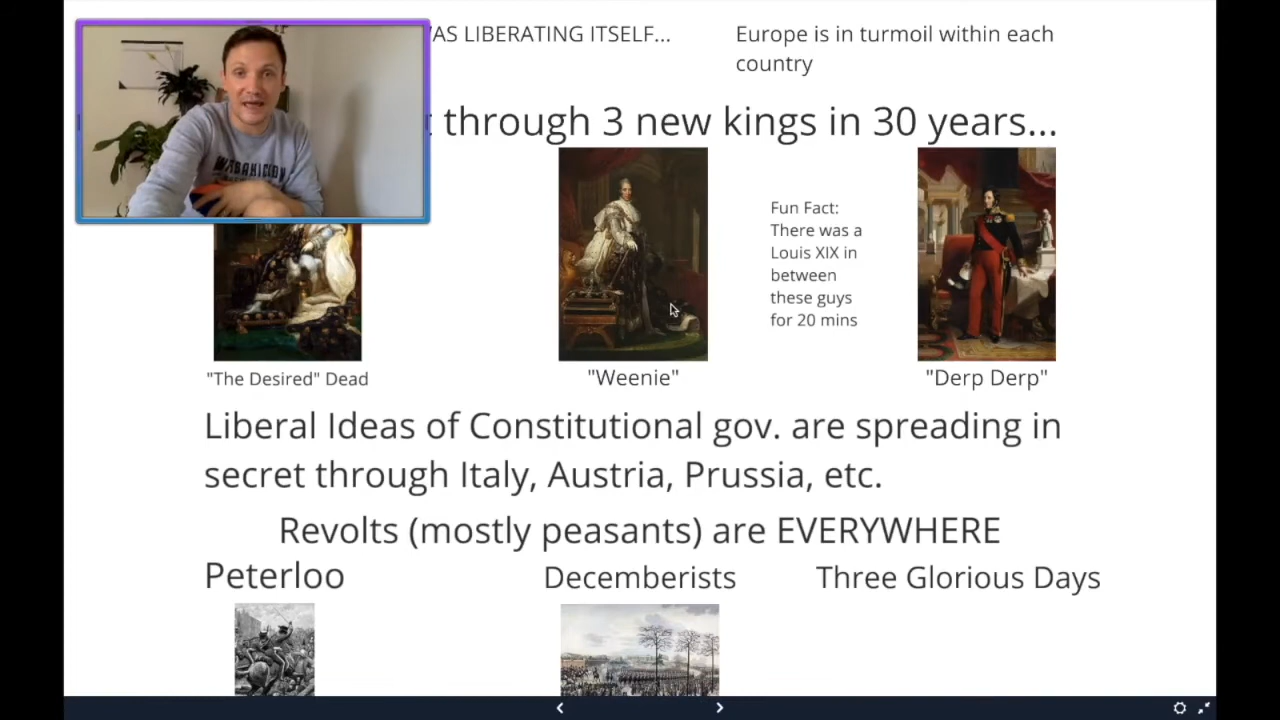 WAS LIBERATING ITSELF...
Europe is in turmoil within each
country
through 3 new kings in 30 years...
Fun Fact:
There was a
Louis XIX in
between
these guys
for 20 mins
"The Desired" Dead
"Weenie"
"Derp Derp"
Liberal Ideas of Constitutional gov. are spreading in
secret through Italy, Austria, Prussia, etc.
Revolts (mostly peasants) are EVERYWHERE
Peterloo
Decemberists
Three Glorious Days